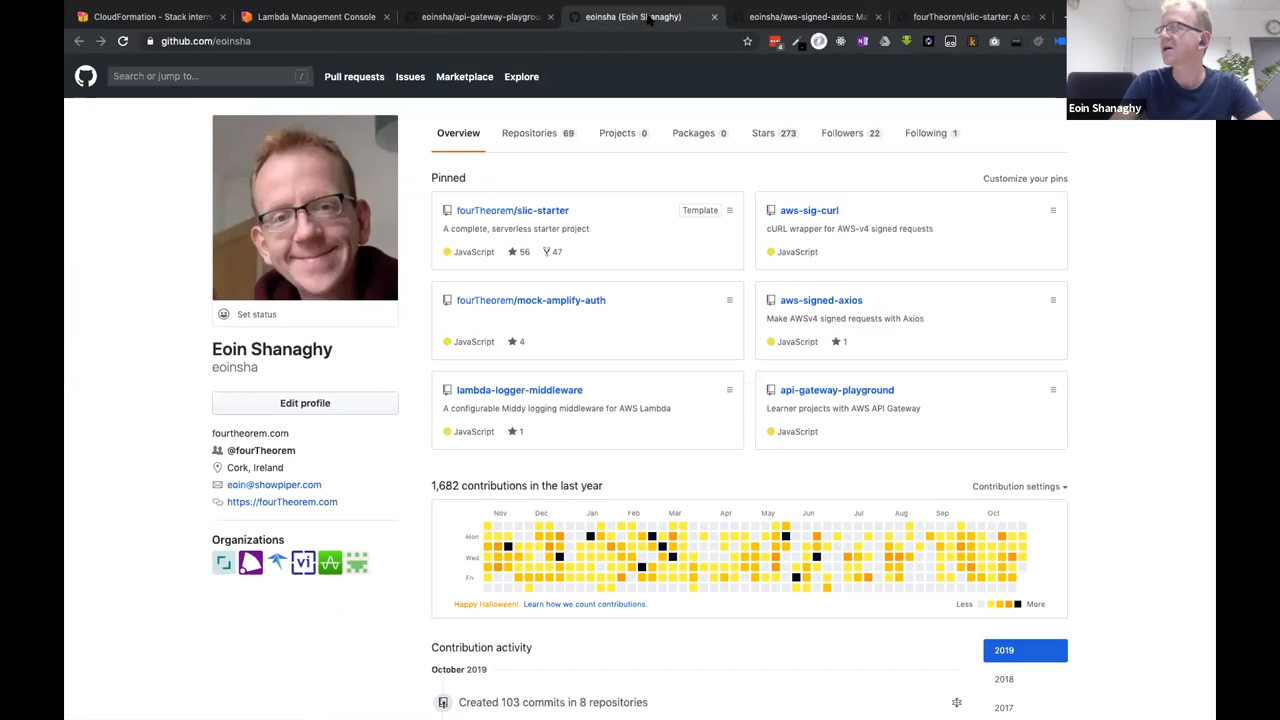 CloudFormation - Stack intern
Lambda Management Console
eoinsha/api-gateway-playgrou
eoinsha (Eoin Shanaghy)
eoinsha/aws-signed-axios: Ma
fourTheorem/slic-starter: A co
github.com/eoinsha
Search or jump to...
/
Pull requests
Issues
Marketplace
Explore
Eoin Shanaghy
Overview
Repositories 69
Projects 0
Packages 0
Stars 273
Followers 22
Following 1
Pinned
Customize your pins
fourTheorem/slic-starter
Template
A complete, serverless starter project
JavaScript
56
47
aws-sig-curl
cURL wrapper for AWS-v4 signed requests
JavaScript
fourTheorem/mock-amplify-auth
JavaScript
4
aws-signed-axios
Make AWSv4 signed requests with Axios
JavaScript
1
lambda-logger-middleware
A configurable Middy logging middleware for AWS Lambda
JavaScript
1
api-gateway-playground
Learner projects with AWS API Gateway
JavaScript
Set status
Eoin Shanaghy
eoinsha
Edit profile
fourtheorem.com
@fourTheorem
Cork, Ireland
eoin@showpiper.com
https://fourTheorem.com
Organizations
1,682 contributions in the last year
Contribution settings
Nov Dec Jan Feb Mar Apr May Jun Jul Aug Sep Oct
Mon
Wed
Fri
Happy Halloween! Learn how we count contributions.
Less
More
Contribution activity
October 2019
Created 103 commits in 8 repositories
2019
2018
2017